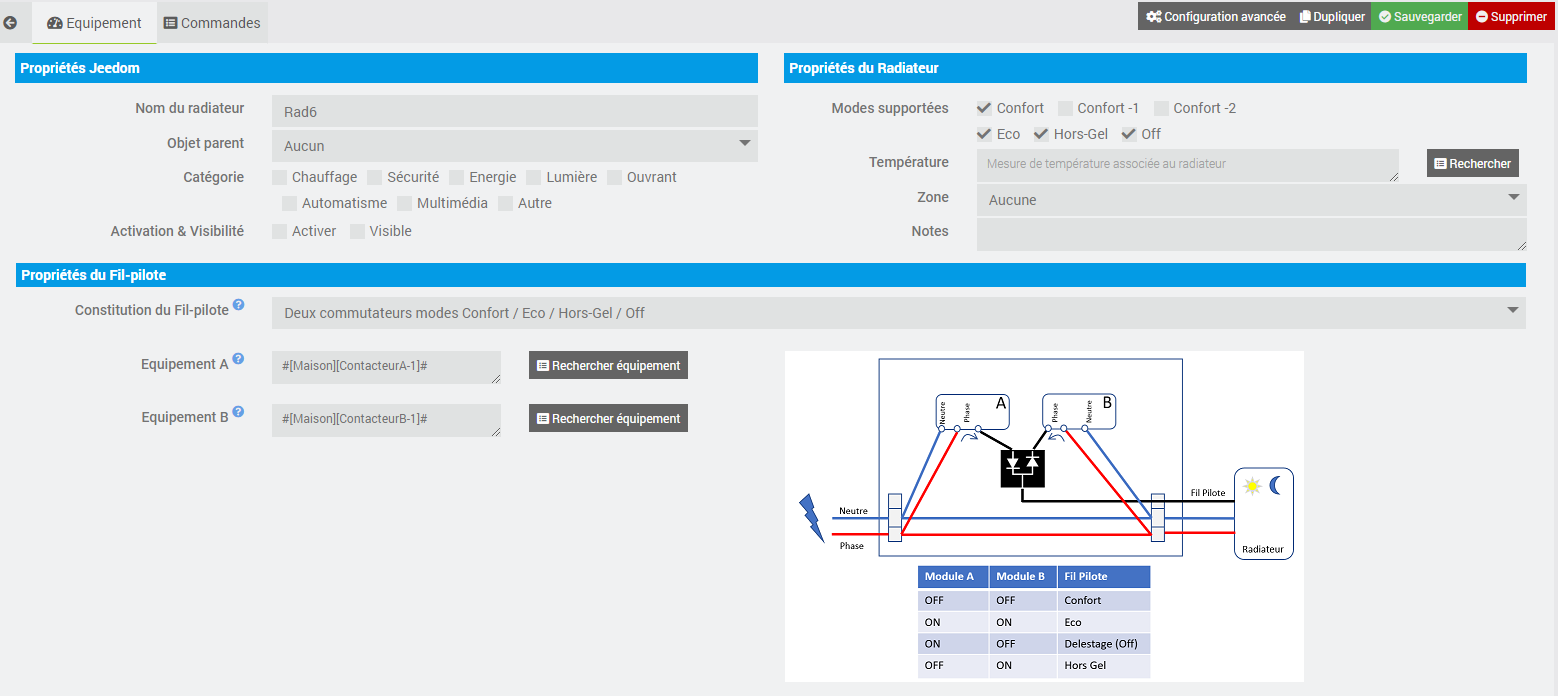 Equipement Commandes
Configuration avancée Dupliquer Sauvegarder Supprimer
Propriétés Jeedom
Nom du radiateur Rad6
Objet parent Aucun
Catégorie Chauffage Sécurité Energie Lumière Ouvrant
Automatisme Multimédia Autre
Activation & Visibilité Activer Visible
Propriétés du Radiateur
Modes supportées Confort Confort -1 Confort -2
Eco Hors-Gel Off
Température Mesure de température associée au radiateur Rechercher
Zone Aucune
Notes
Propriétés du Fil-pilote
Constitution du Fil-pilote ? Deux commutateurs modes Confort / Eco / Hors-Gel / Off
Equipement A ? #[Maison][ContacteurA-1]# Rechercher équipement
Equipement B ? #[Maison][ContacteurB-1]# Rechercher équipement
Neutre Phase A
Phase Neutre B
Fil Pilote
Neutre
Phase
Radiateur
Module A Module B Fil Pilote
OFF OFF Confort
ON ON Eco
ON OFF Delestage (Off)
OFF ON Hors Gel